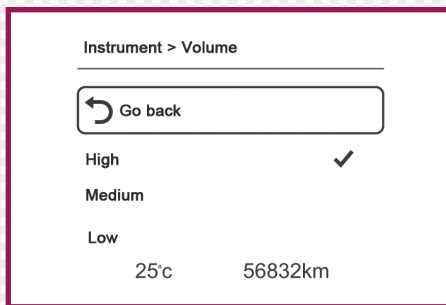 Instrument > Volume
Go back
High
Medium
Low
25°c 56832km